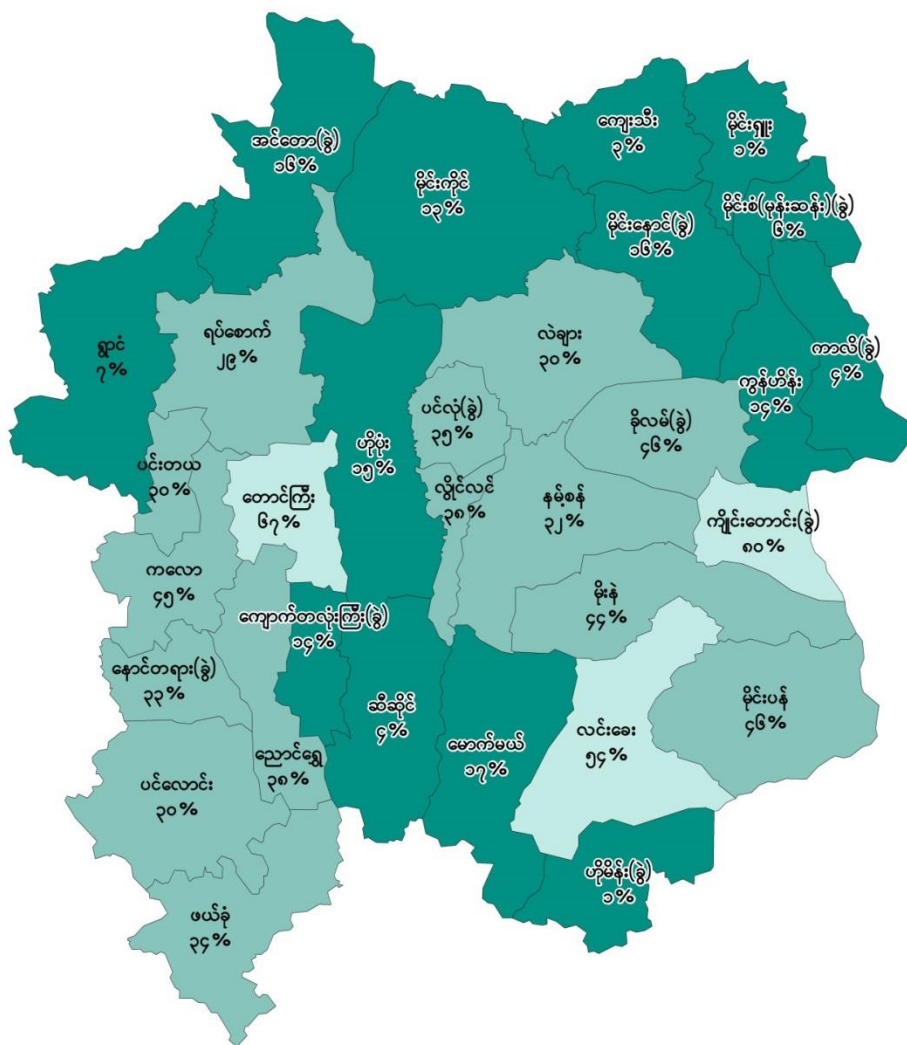 ကျေးသီး
၃%
မိုင်းရှူး
၁%
အင်တော(ခွဲ)
၁၆%
မိုင်းကိုင်
၁၃%
မိုင်းစံ(မုန်းဆန်း)(ခွဲ)
၆%
မိုင်းနောင်(ခွဲ)
၁၆%
ရပ်စောက်
၂၉%
ရွာငံ
၇%
လဲချား
၃၀%
ကာလိ(ခွဲ)
၄%
ကွန်ဟိန်း
၁၄%
ပင်လုံ(ခွဲ)
၃၅%
ခိုလမ်(ခွဲ)
၄၆%
ဟိုပုံး
၁၅%
ပင်းတယ
၃၀%
တောင်ကြီး
၆၇%
လွိုင်လင်
၃၈%
နမ့်စန်
၃၂%
ကျိုင်းတောင်း(ခွဲ)
၈၀%
ကလော
၄၅%
မိုးနဲ
၄၄%
ကျောက်တလုံးကြီး(ခွဲ)
၁၄%
နောင်တရား(ခွဲ)
၃၃%
ဆီဆိုင်
၄%
မိုင်းပန်
၄၆%
မောက်မယ်
၁၇%
လင်းခေး
၅၄%
ညောင်ရွှေ
၃၈%
ပင်လောင်း
၃၀%
ဟိုမိန်း(ခွဲ)
၁%
ဖယ်ခုံ
၃၄%